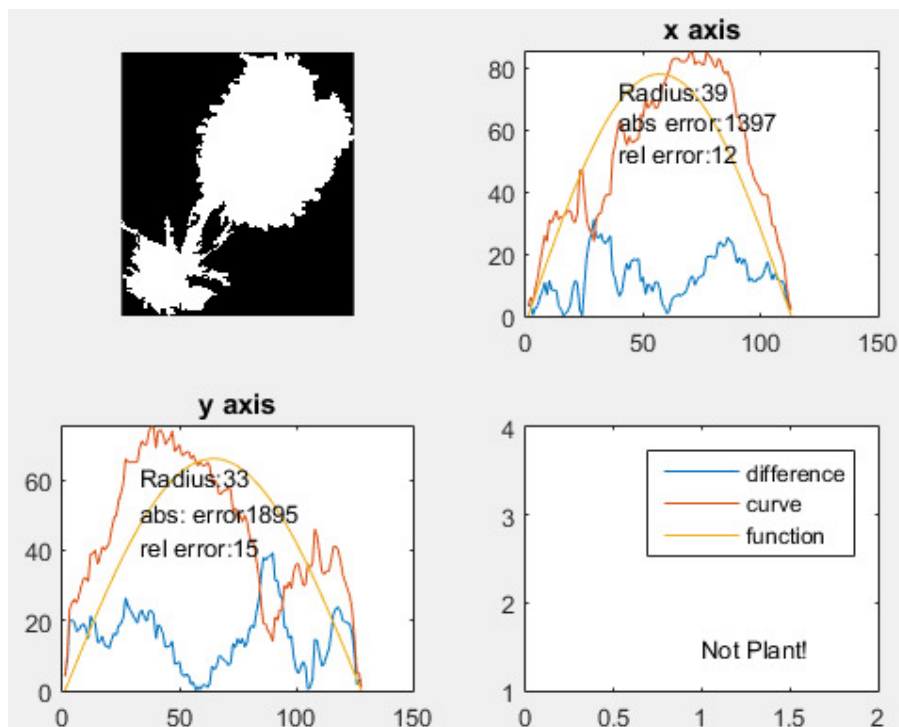 x axis
80
60
40
20
0
Radius:39
abs error:1397
rel error:12
0 50 100 150
y axis
60
40
20
0
Radius:33
abs: error1895
rel error:15
0 50 100 150
4
3
2
1
difference
curve
function
Not Plant!
0 0.5 1 1.5 2